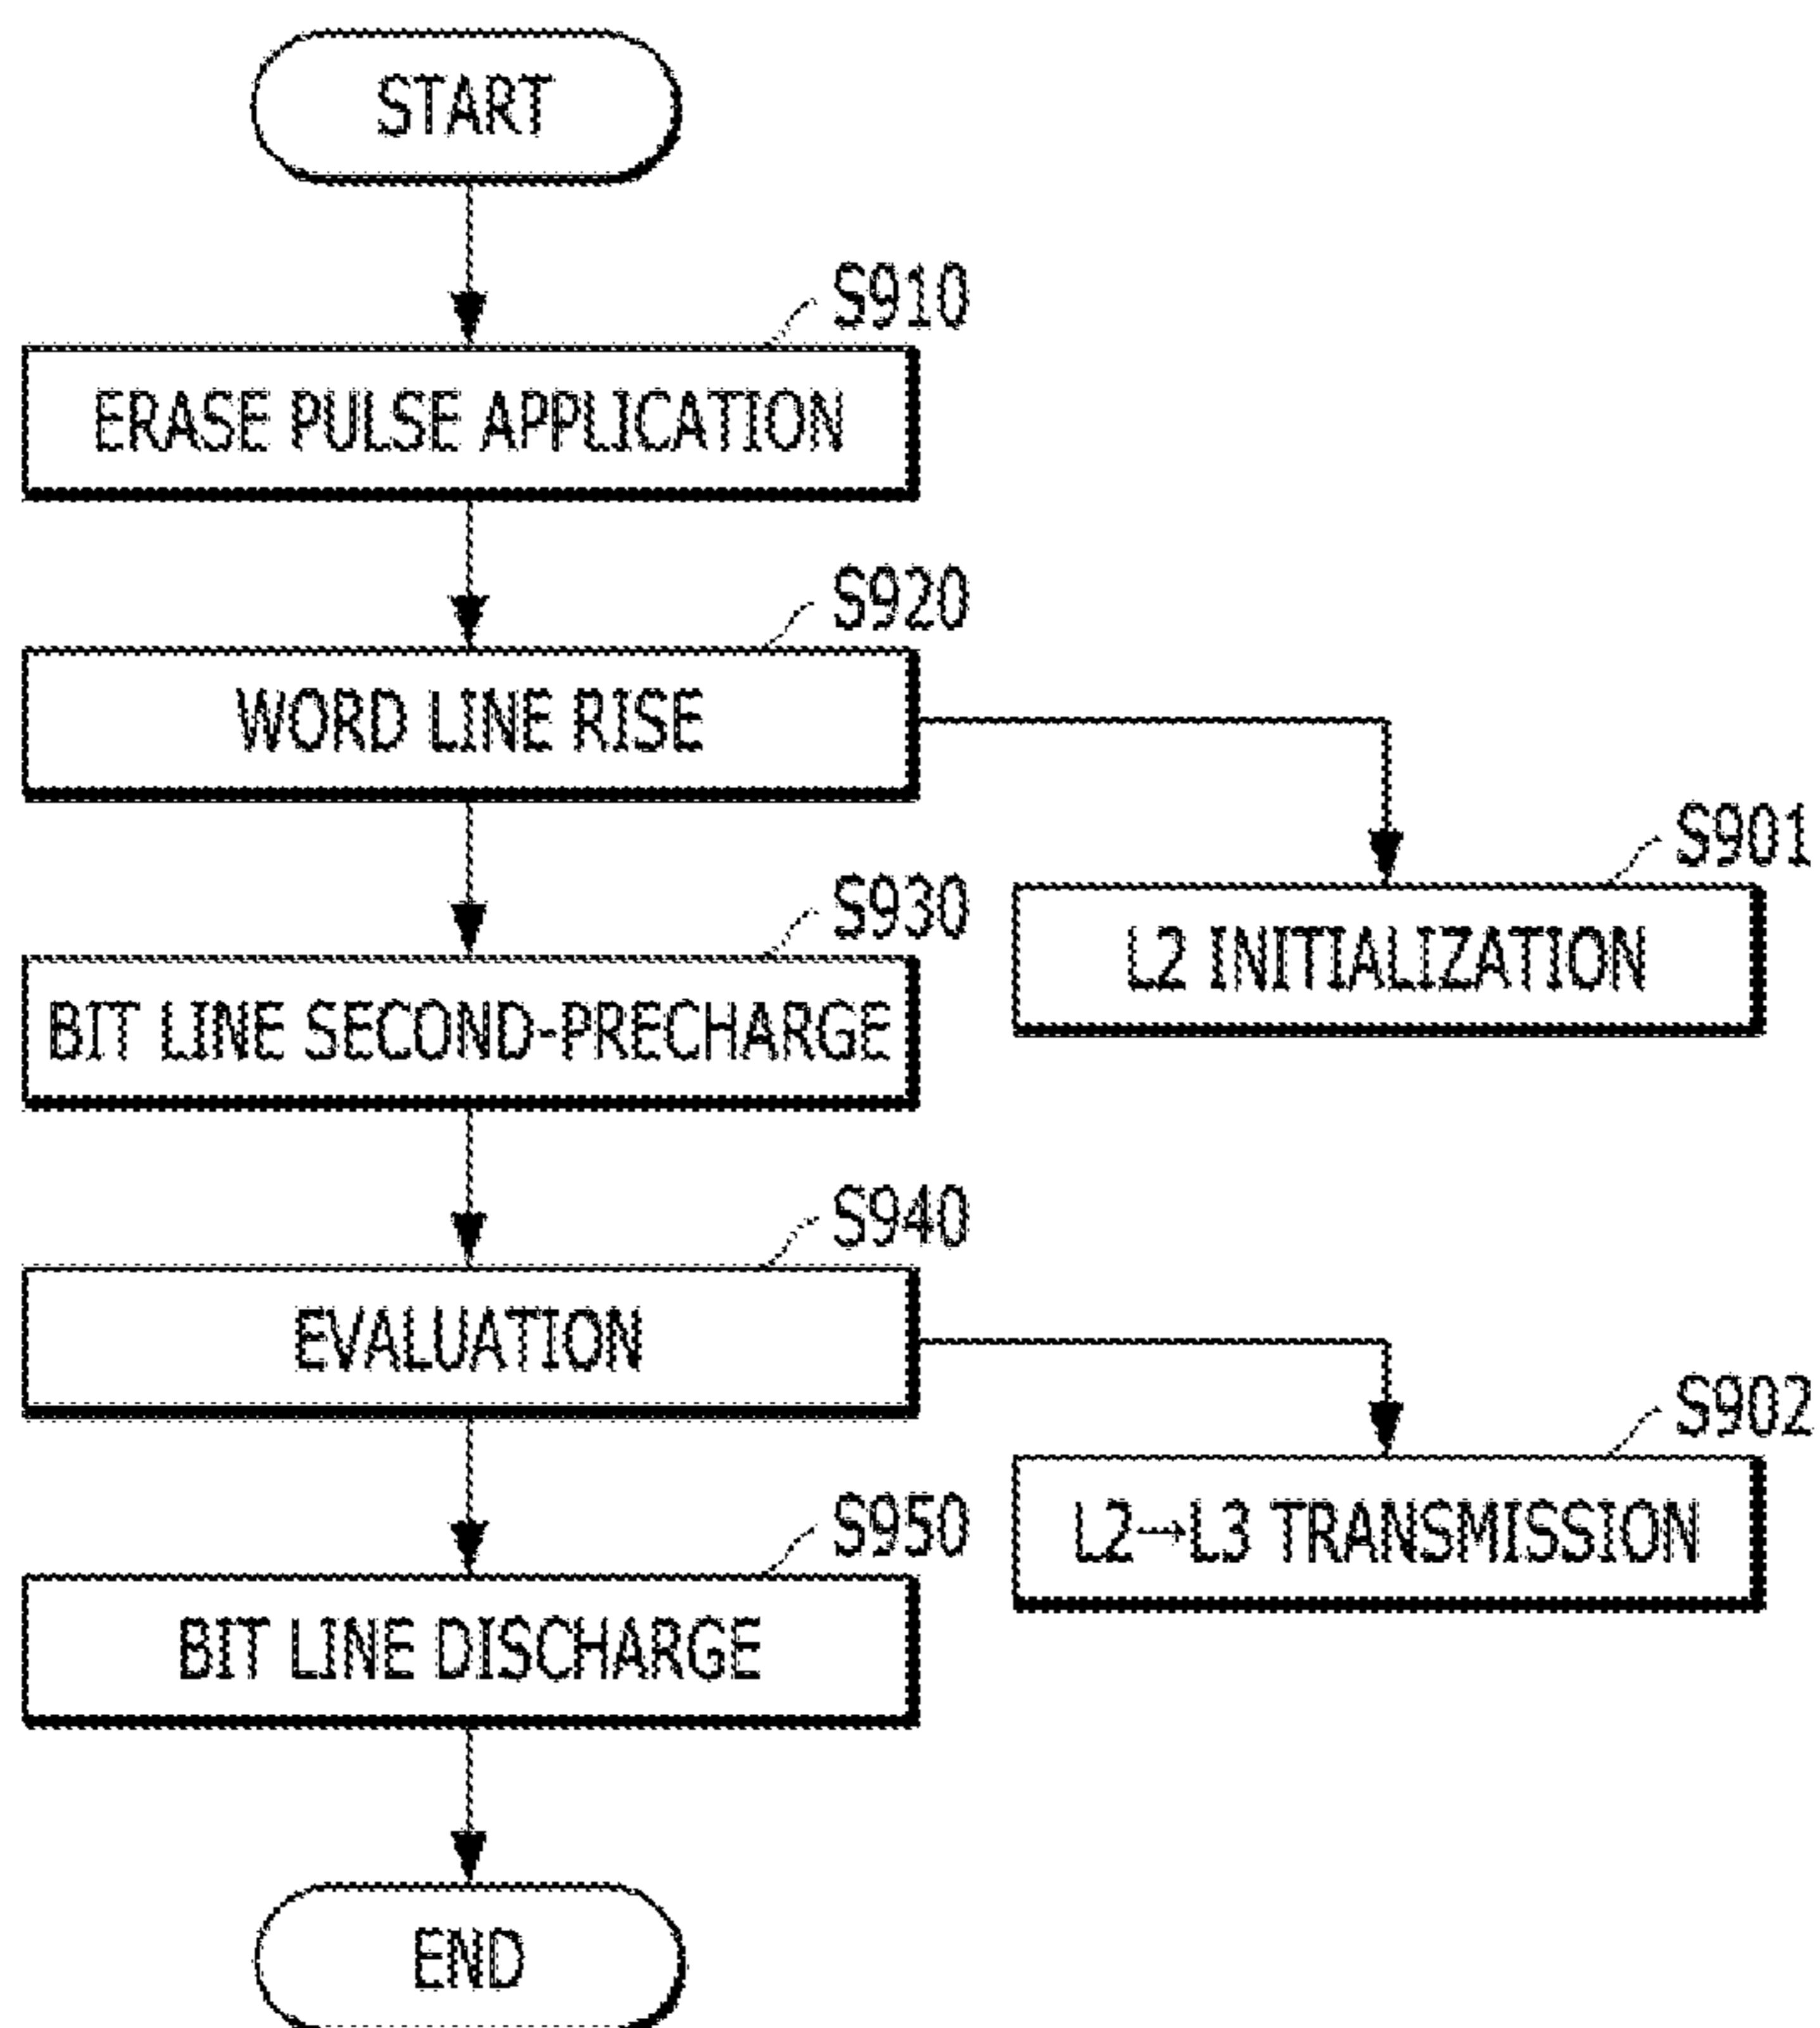 START
S910
ERASE PULSE APPLICATION
S920
WORD LINE RISE
S901
L2 INITIALIZATION
S930
BIT LINE SECOND-PRECHARGE
S940
EVALUATION
S902
L2→L3 TRANSMISSION
S950
BIT LINE DISCHARGE
END